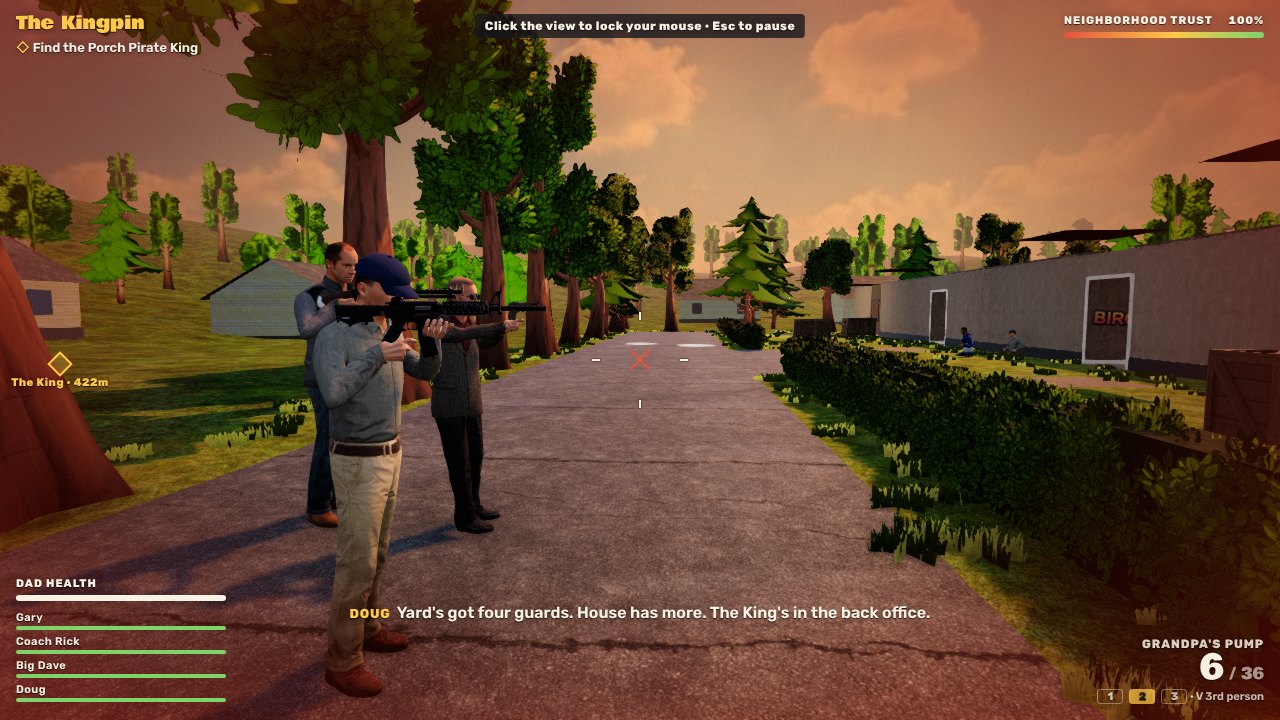 The Kingpin
Find the Porch Pirate King
Click the view to lock your mouse • Esc to pause
NEIGHBORHOOD TRUST 100%
The King • 422m
DAD HEALTH
Gary
Coach Rick
Big Dave
Doug
DOUG Yard's got four guards. House has more. The King's in the back office.
GRANDPA'S PUMP
6 / 36
1 2 3 • V 3rd person